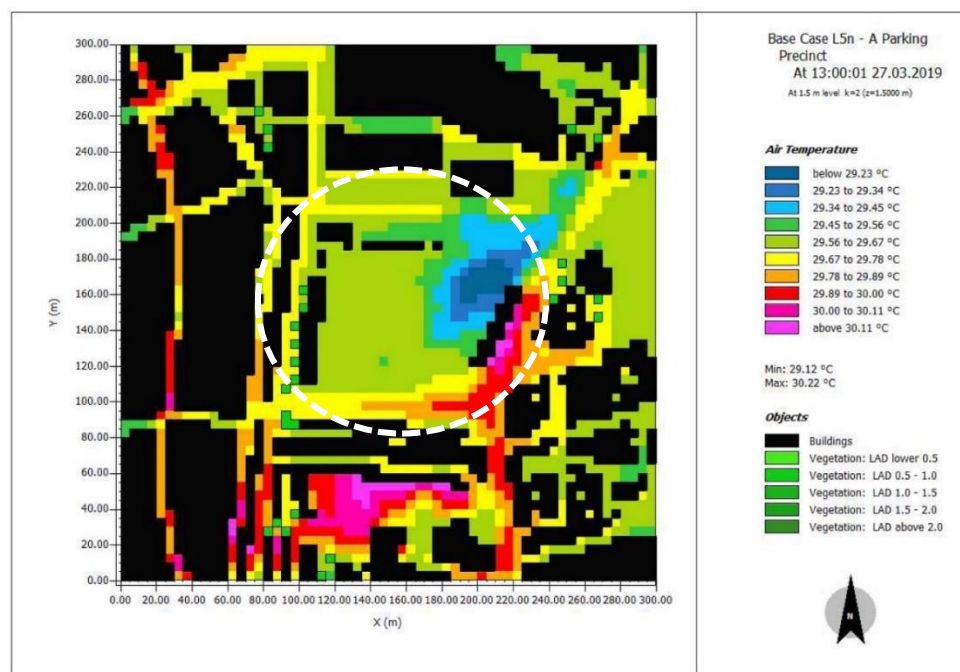 Base Case L5n - A Parking
Precinct
At 13:00:01 27.03.2019
At 1.5 m level k=2 (z=1.5000 m)
Air Temperature
below 29.23 °C
29.23 to 29.34 °C
29.34 to 29.45 °C
29.45 to 29.56 °C
29.56 to 29.67 °C
29.67 to 29.78 °C
29.78 to 29.89 °C
29.89 to 30.00 °C
30.00 to 30.11 °C
above 30.11 °C
Min: 29.12 °C
Max: 30.22 °C
Objects
Buildings
Vegetation: LAD lower 0.5
Vegetation: LAD 0.5 - 1.0
Vegetation: LAD 1.0 - 1.5
Vegetation: LAD 1.5 - 2.0
Vegetation: LAD above 2.0
N
300.00
280.00
260.00
240.00
220.00
200.00
180.00
160.00
140.00
120.00
100.00
80.00
60.00
40.00
20.00
0.00
Y (m)
0.00 20.00 40.00 60.00 80.00 100.00 120.00 140.00 160.00 180.00 200.00 220.00 240.00 260.00 280.00 300.00
X (m)